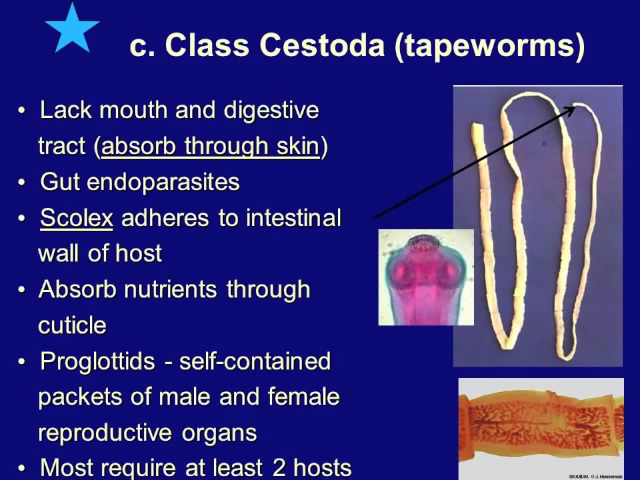 c. Class Cestoda (tapeworms)
• Lack mouth and digestive
tract (absorb through skin)
• Gut endoparasites
• Scolex adheres to intestinal
wall of host
• Absorb nutrients through
cuticle
• Proglottids - self-contained
packets of male and female
reproductive organs
• Most require at least 2 hosts